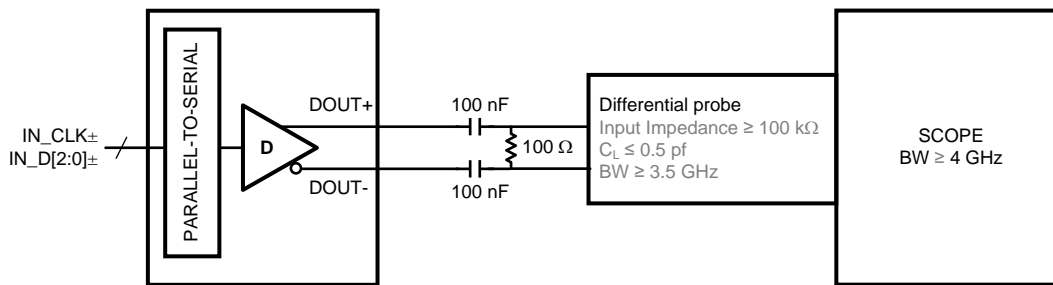 IN_CLK±
IN_D[2:0]±
PARALLEL-TO-SERIAL
D
DOUT+
DOUT-
100 nF
100 nF
100 Ω
Differential probe
Input Impedance ≥ 100 kΩ
CL ≤ 0.5 pf
BW ≥ 3.5 GHz
SCOPE
BW ≥ 4 GHz